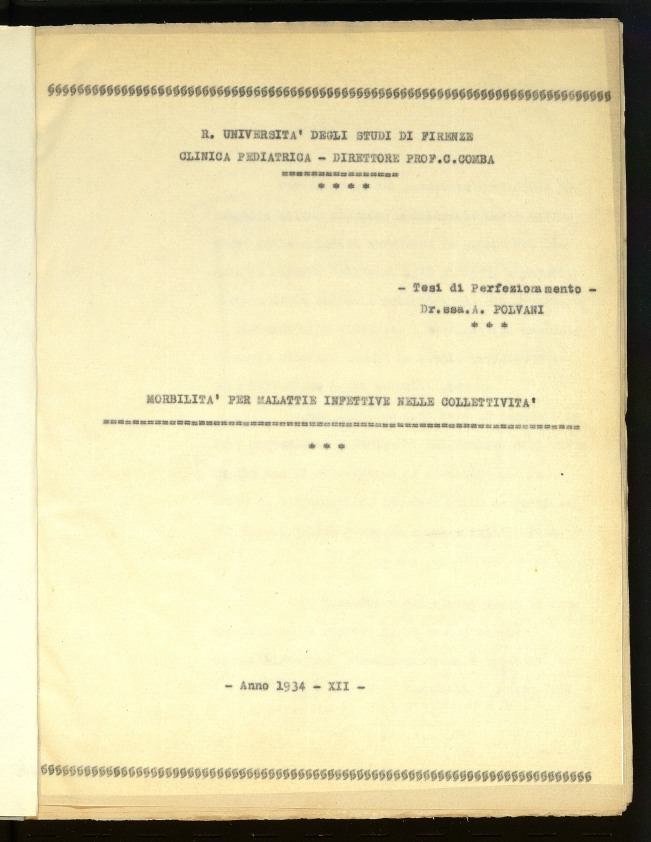 §§§§§§§§§§§§§§§§§§§§§§§§§§§§§§§§§§§§§§§§§§§§§§§§§§§§§§§§§§§§§§§§§§§§§§§§§§§
R. UNIVERSITA' DEGLI STUDI DI FIRENZE
CLINICA PEDIATRICA - DIRETTORE PROF.C.COMBA
================
* * * *
- Tesi di Perfezionamento -
Dr.ssa.A. POLVANI
* * *
MORBILITA' PER MALATTIE INFETTIVE NELLE COLLETTIVITA'
=================================================================
* * *
- Anno 1934 - XII -
§§§§§§§§§§§§§§§§§§§§§§§§§§§§§§§§§§§§§§§§§§§§§§§§§§§§§§§§§§§§§§§§§§§§§§§§§§§